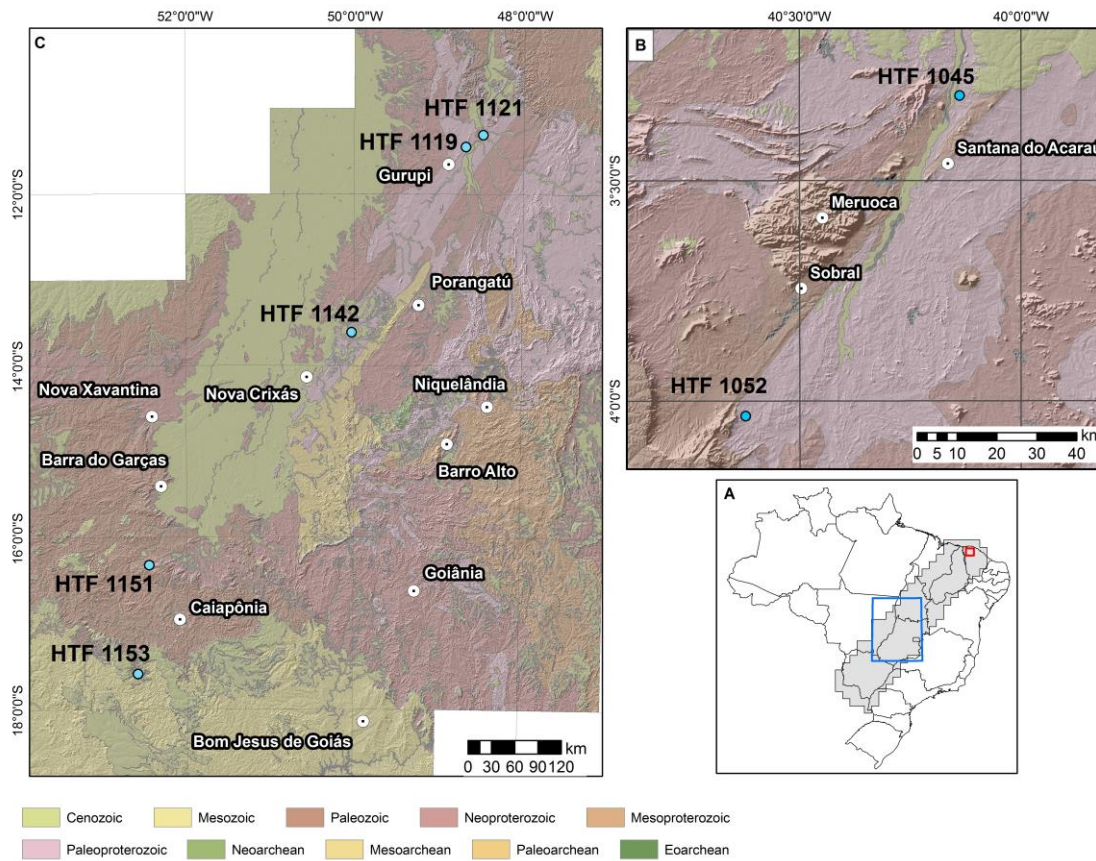 52°0'0"W 50°0'0"W 48°0'0"W
C
HTF 1121
HTF 1119
Gurupi
12°0'0"S
Porangatú
HTF 1142
14°0'0"S
Nova Xavantina
Nova Crixás
Niquelândia
Barra do Garças
Barro Alto
16°0'0"S
HTF 1151
Goiânia
Caiapônia
HTF 1153
18°0'0"S
Bom Jesus de Goiás
km
0 30 60 90 120
40°30'0"W 40°0'0"W
B
HTF 1045
Santana do Acaraú
3°30'0"S
Meruoca
Sobral
HTF 1052
4°0'0"S
km
0 5 10 20 30 40
A
Cenozoic Mesozoic Paleozoic Neoproterozoic Mesoproterozoic
Paleoproterozoic Neoarchean Mesoarchean Paleoarchean Eoarchean